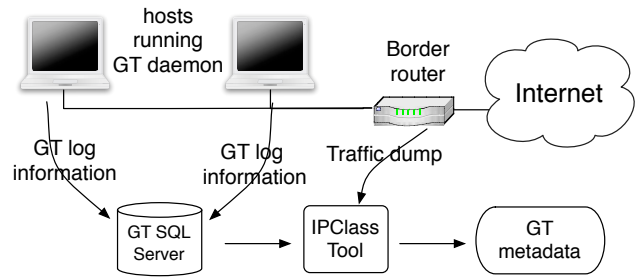 hosts
running
GT daemon
Border
router
Internet
GT log
information
GT log
information
Traffic dump
GT SQL
Server
IPClass
Tool
GT
metadata